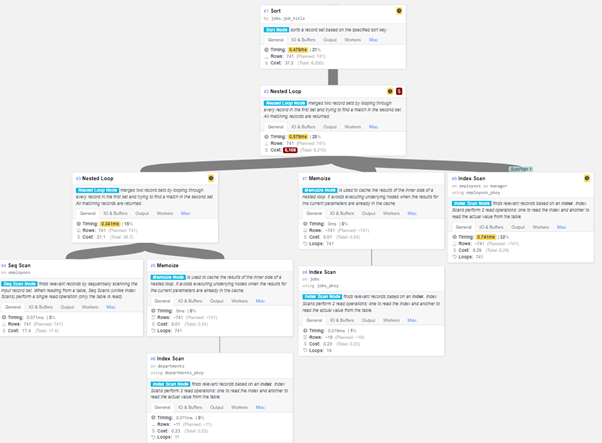 #1 Sort
by jobs.job_title
Sort Node sorts a record set based on the specified sort key.
General IO & Buffers Output Workers Misc
Timing: 0.476ms | 21%
Rows: 741 (Planned: 741)
Cost: 37.2 (Total: 6,250)
#2 Nested Loop
Nested Loop Node merges two record sets by looping through
every record in the first set and trying to find a match in the second set.
All matching records are returned.
General IO & Buffers Output Workers Misc
Timing: 0.579ms | 20%
Rows: 741 (Planned: 741)
Cost:
#3 Nested Loop
Nested Loop Node merges two record sets by looping through
every record in the first set and trying to find a match in the second set.
All matching records are returned.
General IO & Buffers Output Workers Misc
Timing: 0.341ms | 15%
Rows: 741 (Planned: 741)
Cost: 21.1 (Total: 38.7)
#7 Memoize
Memoize Node is used to cache the results of the inner side of a
nested loop. It avoids executing underlying nodes when the results for
the current parameters are already in the cache.
General IO & Buffers Output Workers Misc
Timing: 0ms | 0%
Rows: ~741 (Planned: ~741)
Cost: 0.01 (Total: 0.24)
Loops: 741
SubPlan 1
#9 Index Scan
on employees as manager
using employees_pkey
Index Scan Node finds relevant records based on an Index. Index
Scans perform 2 read operations: one to read the index and another to
read the actual value from the table.
General IO & Buffers Output Workers Misc
Timing: 0.741ms | 32%
Rows: ~741 (Planned: ~741)
Cost: 8.29 (Total: 8.29)
Loops: 741
#4 Seq Scan
on employees
Seq Scan Node finds relevant records by sequentially scanning the
input record set. When reading from a table, Seq Scans (unlike Index
Scans) perform a single read operation (only the table is read).
General IO & Buffers Output Workers Misc
Timing: 0.071ms | 3%
Rows: 741 (Planned: 741)
Cost: 17.4 (Total: 17.4)
#5 Memoize
Memoize Node is used to cache the results of the inner side of a
nested loop. It avoids executing underlying nodes when the results for
the current parameters are already in the cache.
General IO & Buffers Output Workers Misc
Timing: 0ms | 0%
Rows: ~741 (Planned: ~741)
Cost: 0.01 (Total: 0.24)
Loops: 741
#8 Index Scan
on jobs
using jobs_pkey
Index Scan Node finds relevant records based on an Index. Index
Scans perform 2 read operations: one to read the index and another to
read the actual value from the table.
General IO & Buffers Output Workers Misc
Timing: 0.019ms | 1%
Rows: ~19 (Planned: ~19)
Cost: 0.23 (Total: 0.23)
Loops: 19
#6 Index Scan
on departments
using departments_pkey
Index Scan Node finds relevant records based on an Index. Index
Scans perform 2 read operations: one to read the index and another to
read the actual value from the table.
General IO & Buffers Output Workers Misc
Timing: 0.011ms | 0%
Rows: ~11 (Planned: ~11)
Cost: 0.23 (Total: 0.23)
Loops: 11